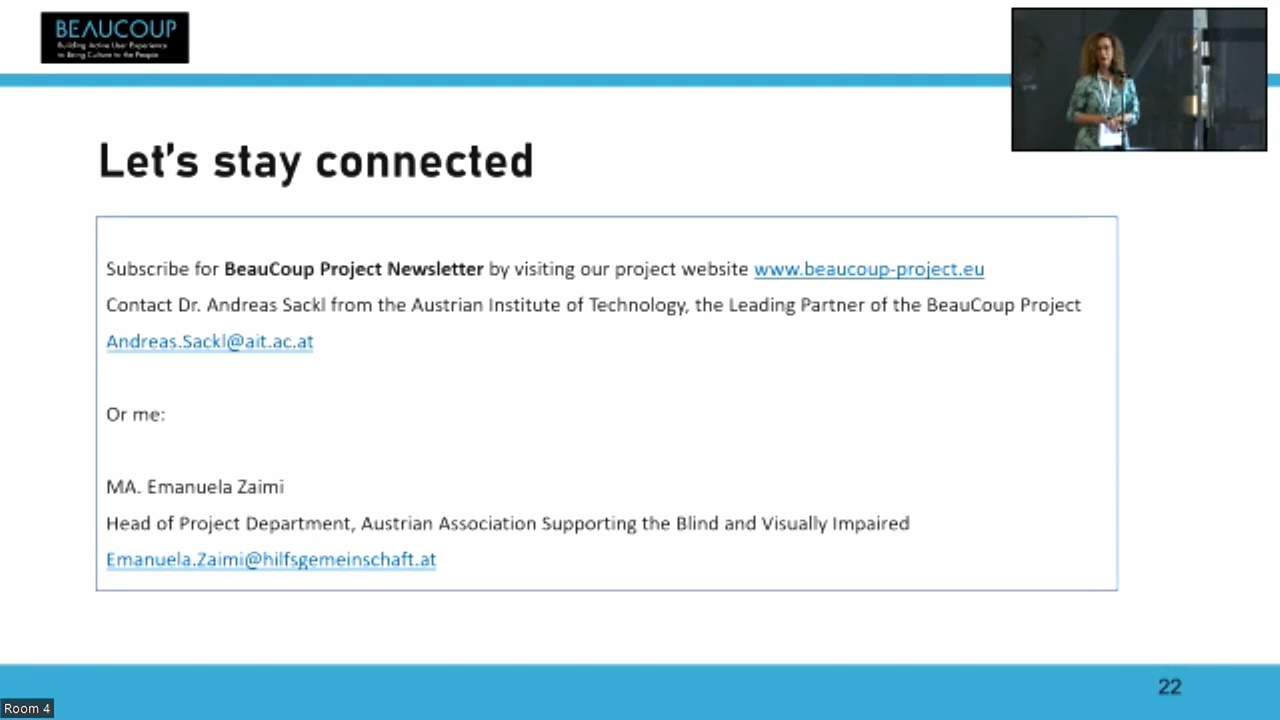 BEAUCOUP
Building Active User Experience
to Bring Culture to the People
Let's stay connected
Subscribe for BeauCoup Project Newsletter by visiting our project website www.beaucoup-project.eu
Contact Dr. Andreas Sackl from the Austrian Institute of Technology, the Leading Partner of the BeauCoup Project
Andreas.Sackl@ait.ac.at
Or me:
MA. Emanuela Zaimi
Head of Project Department, Austrian Association Supporting the Blind and Visually Impaired
Emanuela.Zaimi@hilfsgemeinschaft.at
22
Room 4